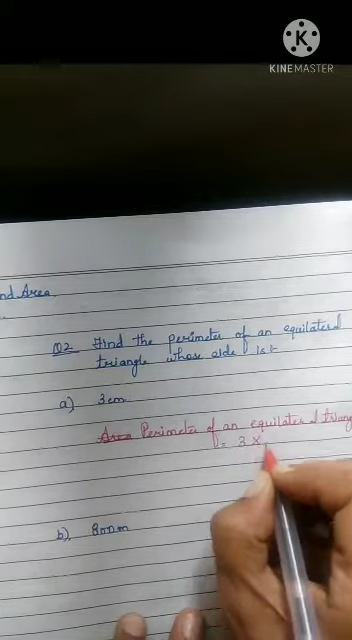 K
KINEMASTER
nd Area
Q2 Find the perimeter of an equilateral
triangle whose side is :-
a) 3cm
Area Perimeter of an equilateral triang
= 3 ×
b). 8mm